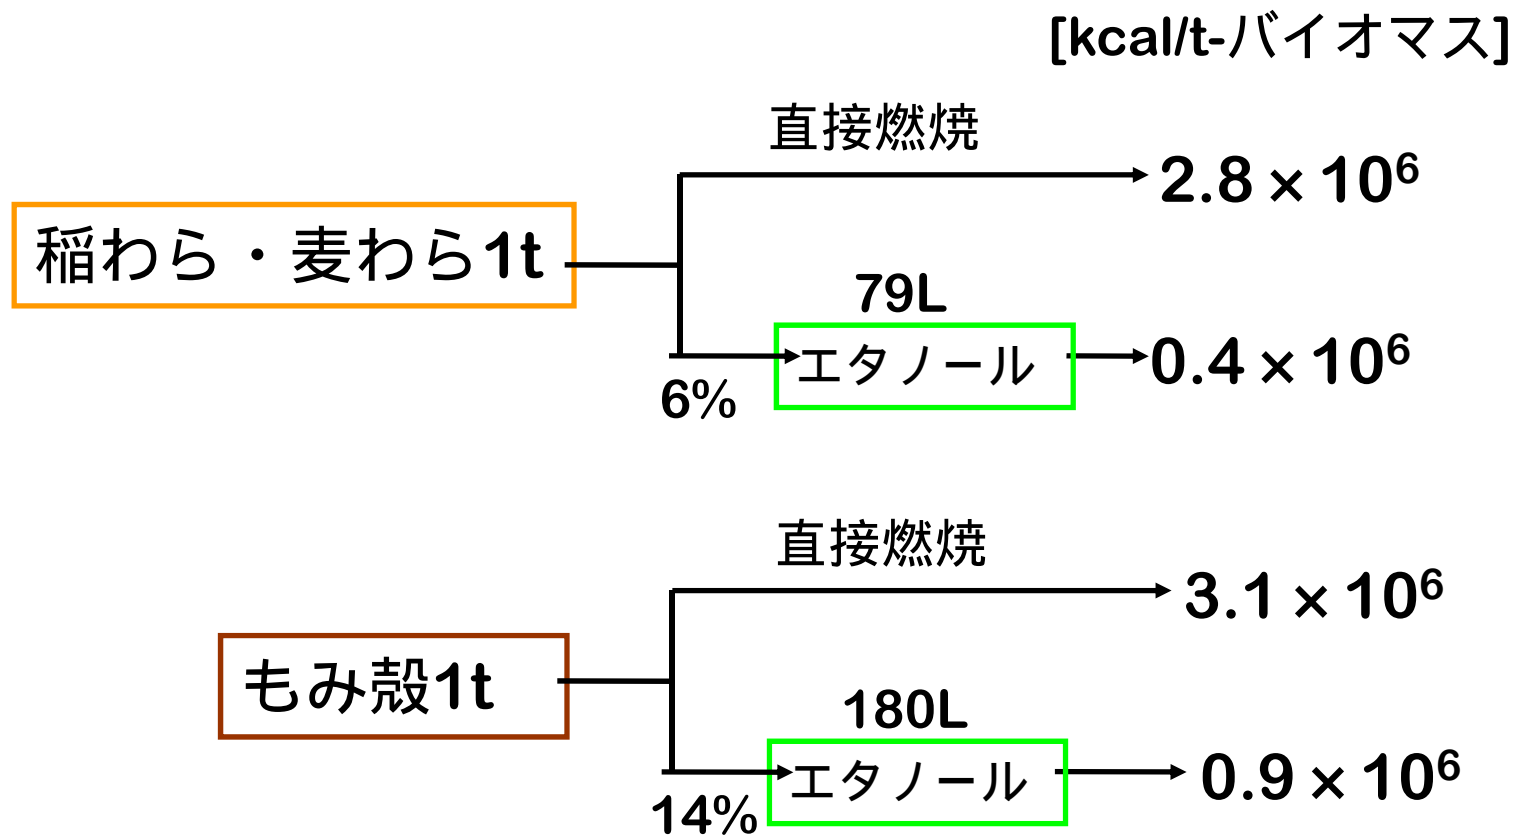 [kcal/t-バイオマス]
直接燃焼
2.8×10⁶
稲わら・麦わら1t
79L
エタノール
0.4×10⁶
6%
直接燃焼
3.1×10⁶
もみ殻1t
180L
エタノール
0.9×10⁶
14%